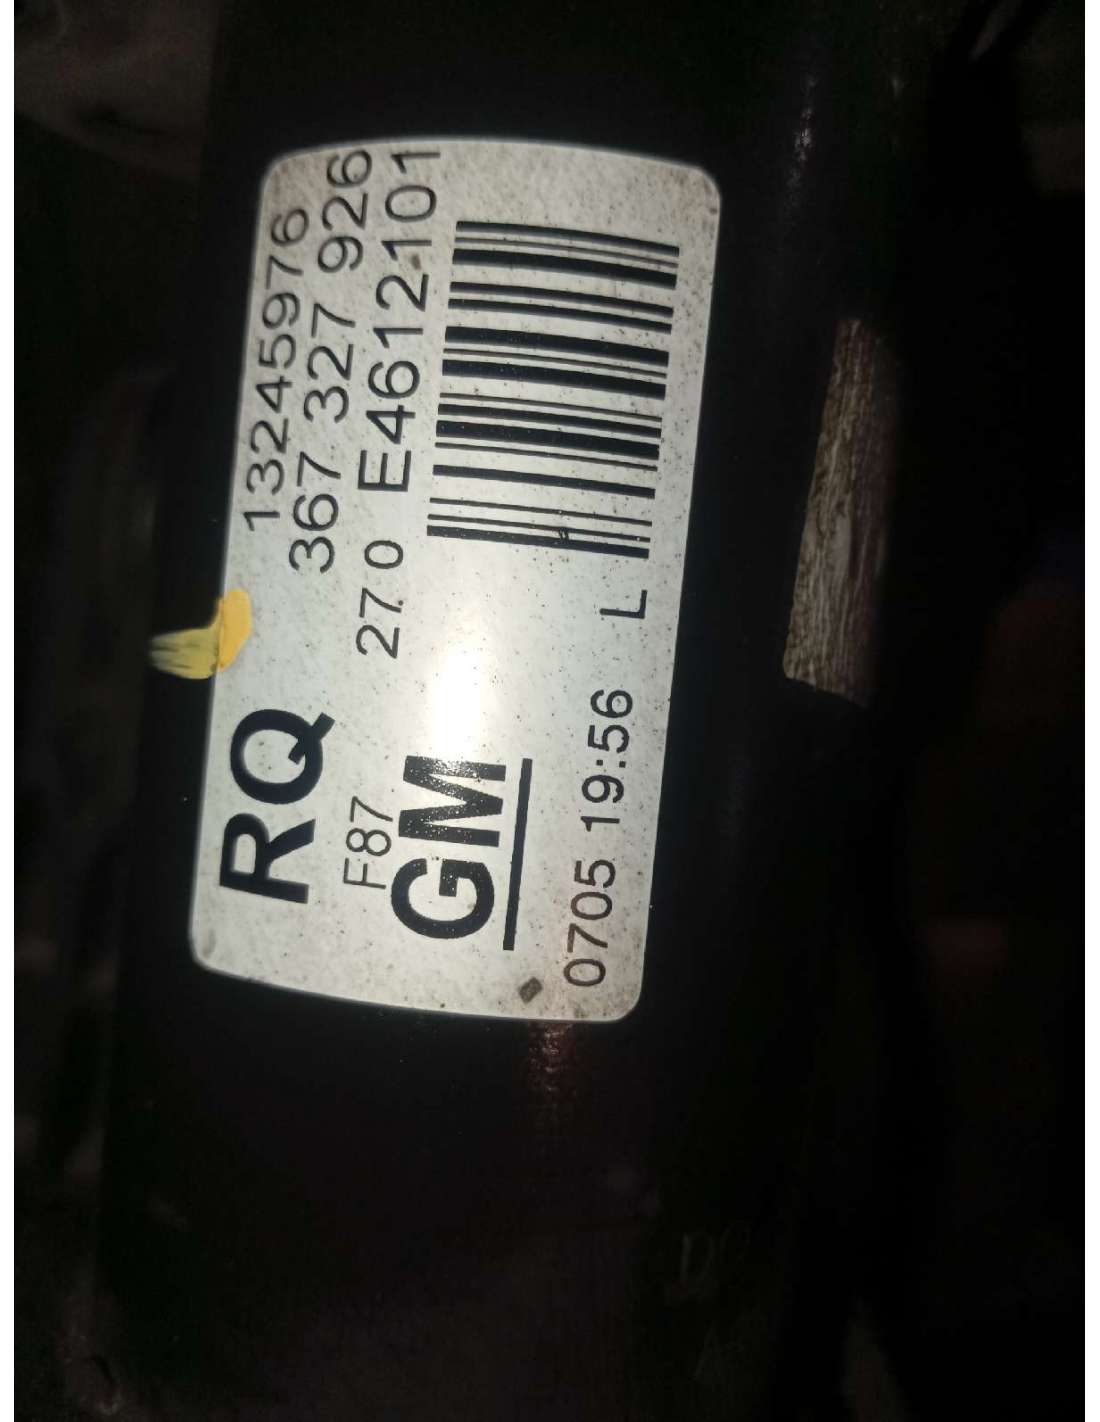 RQ 13245976
367 327 926
F87 27.0 E4612101
GM
0705 19:56 L